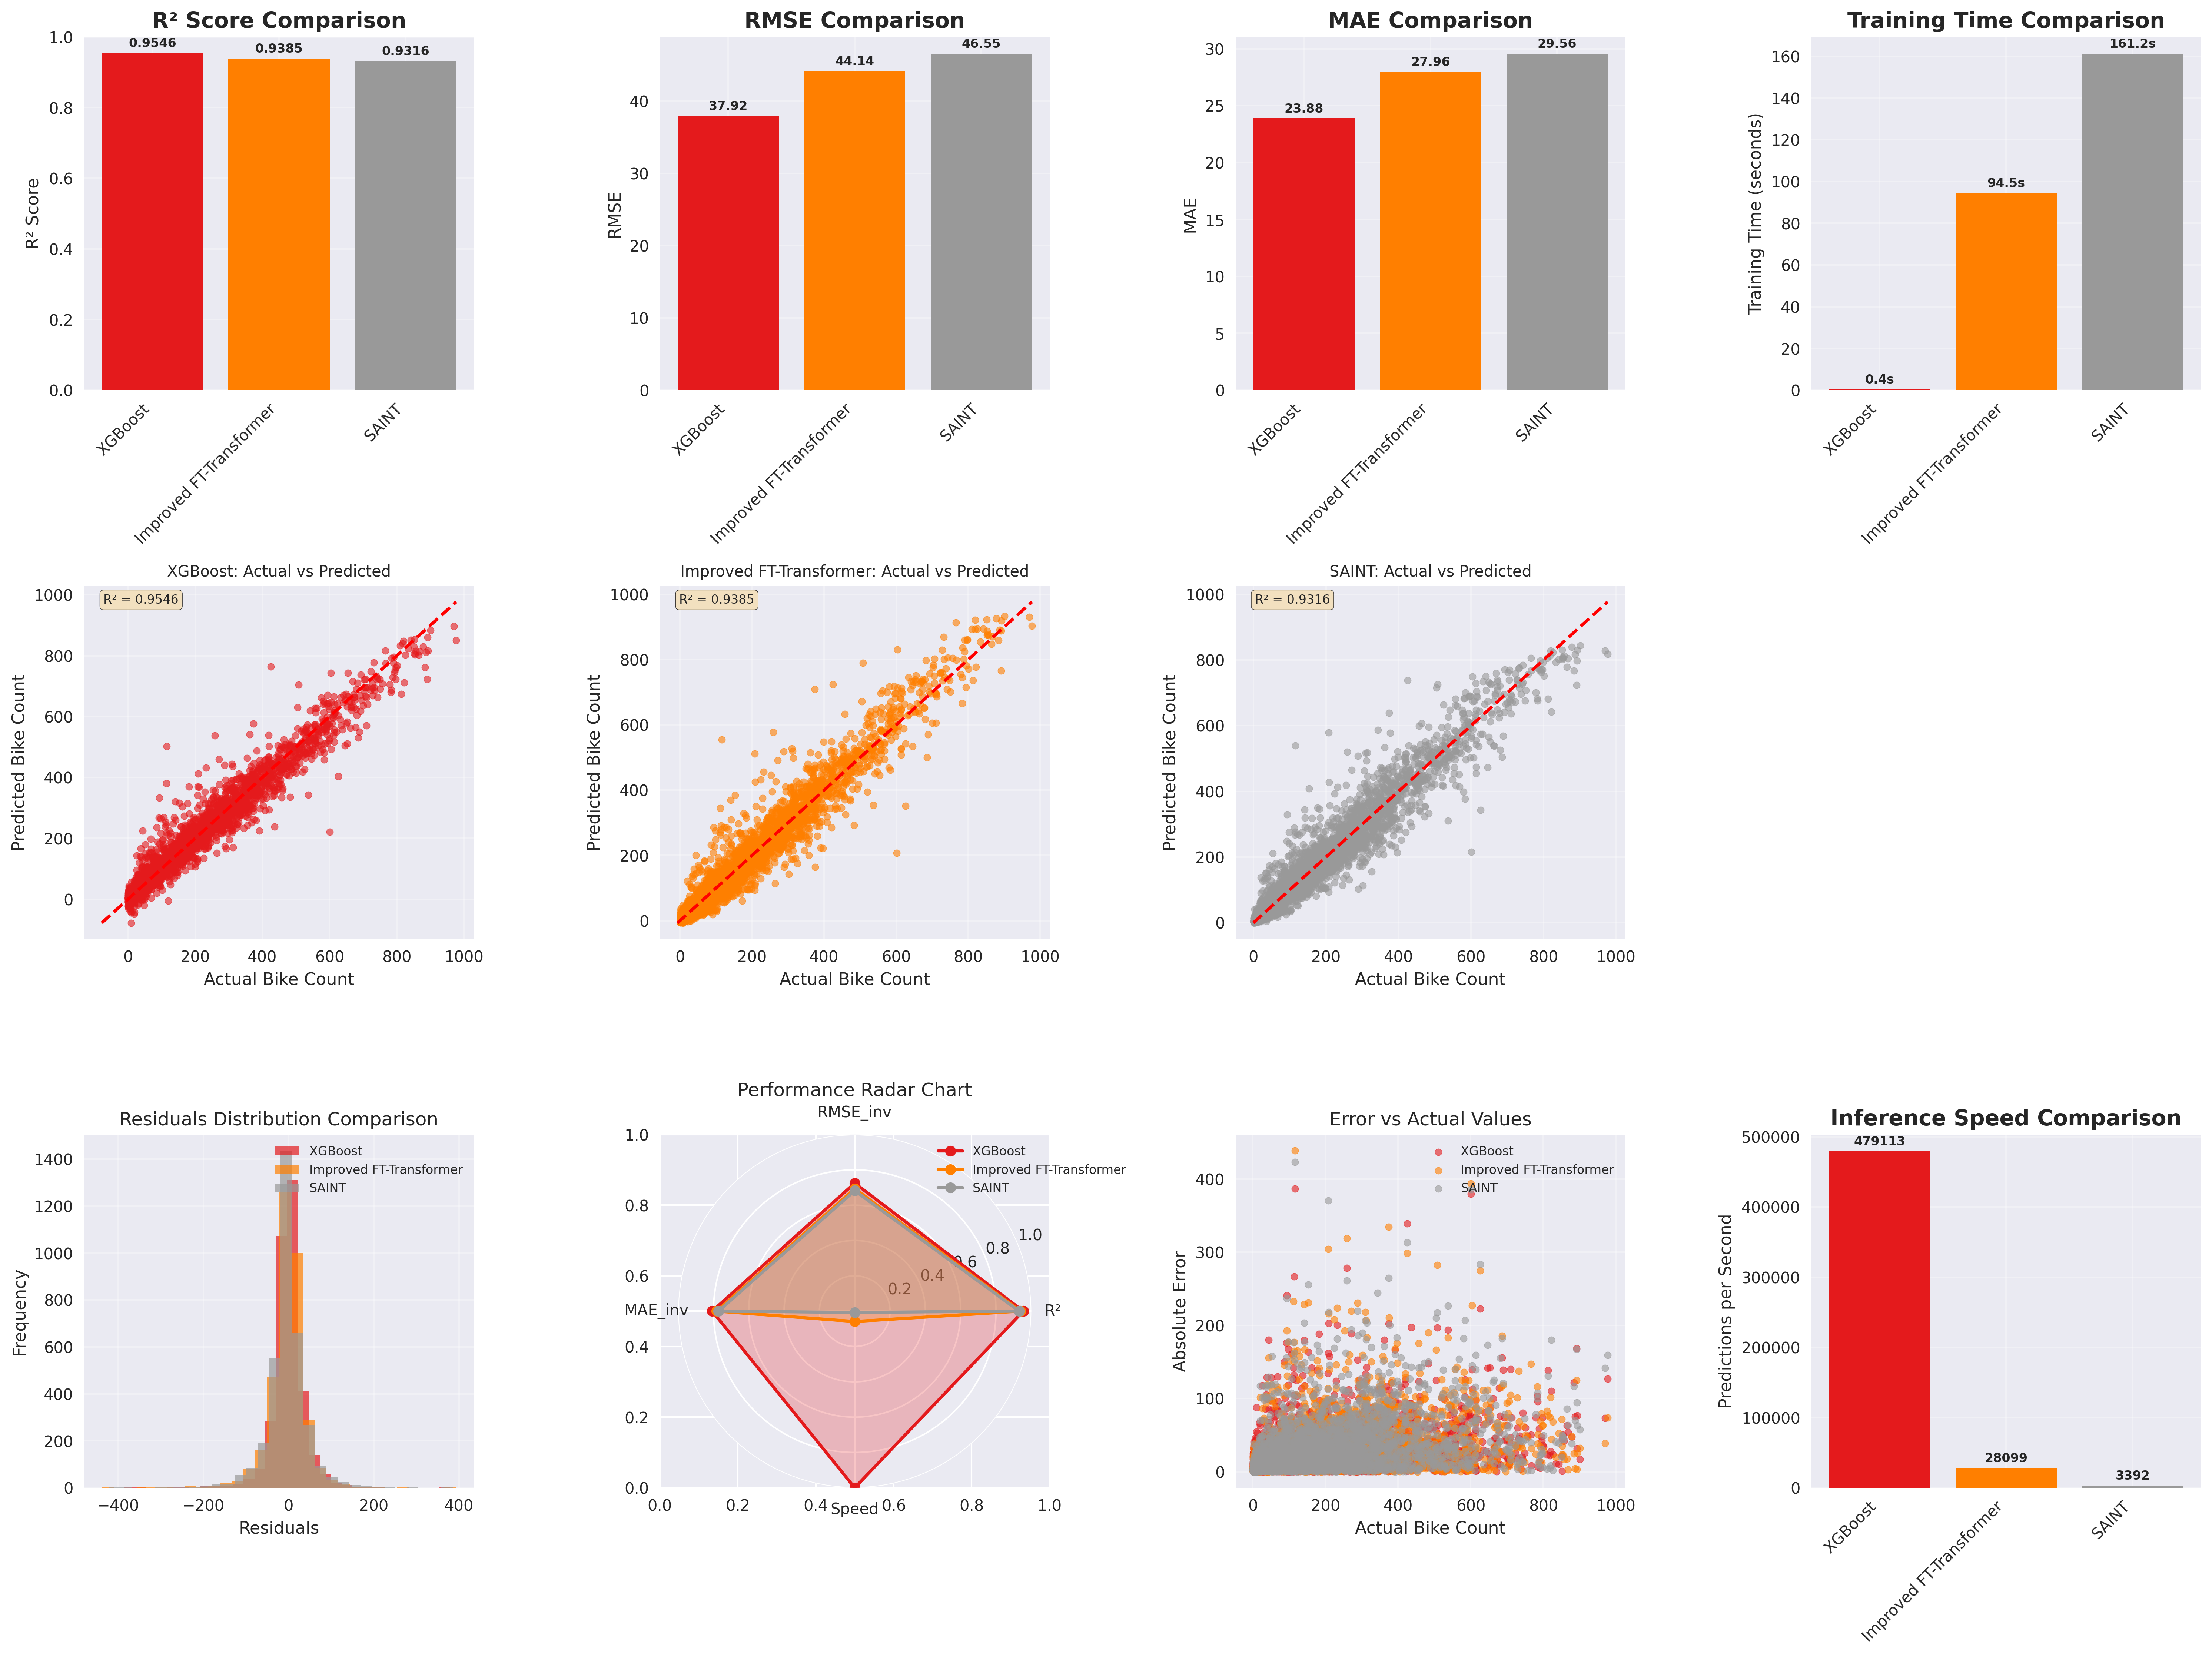 R² Score Comparison
0.9546
0.9385
0.9316
1.0
0.8
0.6
0.4
0.2
0.0
R² Score
XGBoost
Improved FT-Transformer
SAINT
RMSE Comparison
37.92
44.14
46.55
40
30
20
10
0
RMSE
XGBoost
Improved FT-Transformer
SAINT
MAE Comparison
23.88
27.96
29.56
30
25
20
15
10
5
0
MAE
XGBoost
Improved FT-Transformer
SAINT
Training Time Comparison
0.4s
94.5s
161.2s
160
140
120
100
80
60
40
20
0
Training Time (seconds)
XGBoost
Improved FT-Transformer
SAINT
XGBoost: Actual vs Predicted
R² = 0.9546
1000
800
600
400
200
0
Predicted Bike Count
0 200 400 600 800 1000
Actual Bike Count
Improved FT-Transformer: Actual vs Predicted
R² = 0.9385
1000
800
600
400
200
0
Predicted Bike Count
0 200 400 600 800 1000
Actual Bike Count
SAINT: Actual vs Predicted
R² = 0.9316
1000
800
600
400
200
0
Predicted Bike Count
0 200 400 600 800 1000
Actual Bike Count
Residuals Distribution Comparison
XGBoost
Improved FT-Transformer
SAINT
1400
1200
1000
800
600
400
200
0
Frequency
−400 −200 0 200 400
Residuals
Performance Radar Chart
RMSE_inv
XGBoost
Improved FT-Transformer
SAINT
1.0
0.8
0.6
0.4
0.2
0.0
MAE_inv
R²
0.2
0.4
0.6
0.8
1.0
0.0 0.2 0.4 0.6 0.8 1.0
Speed
Error vs Actual Values
XGBoost
Improved FT-Transformer
SAINT
400
300
200
100
0
Absolute Error
0 200 400 600 800 1000
Actual Bike Count
Inference Speed Comparison
479113
28099
3392
500000
400000
300000
200000
100000
0
Predictions per Second
XGBoost
Improved FT-Transformer
SAINT